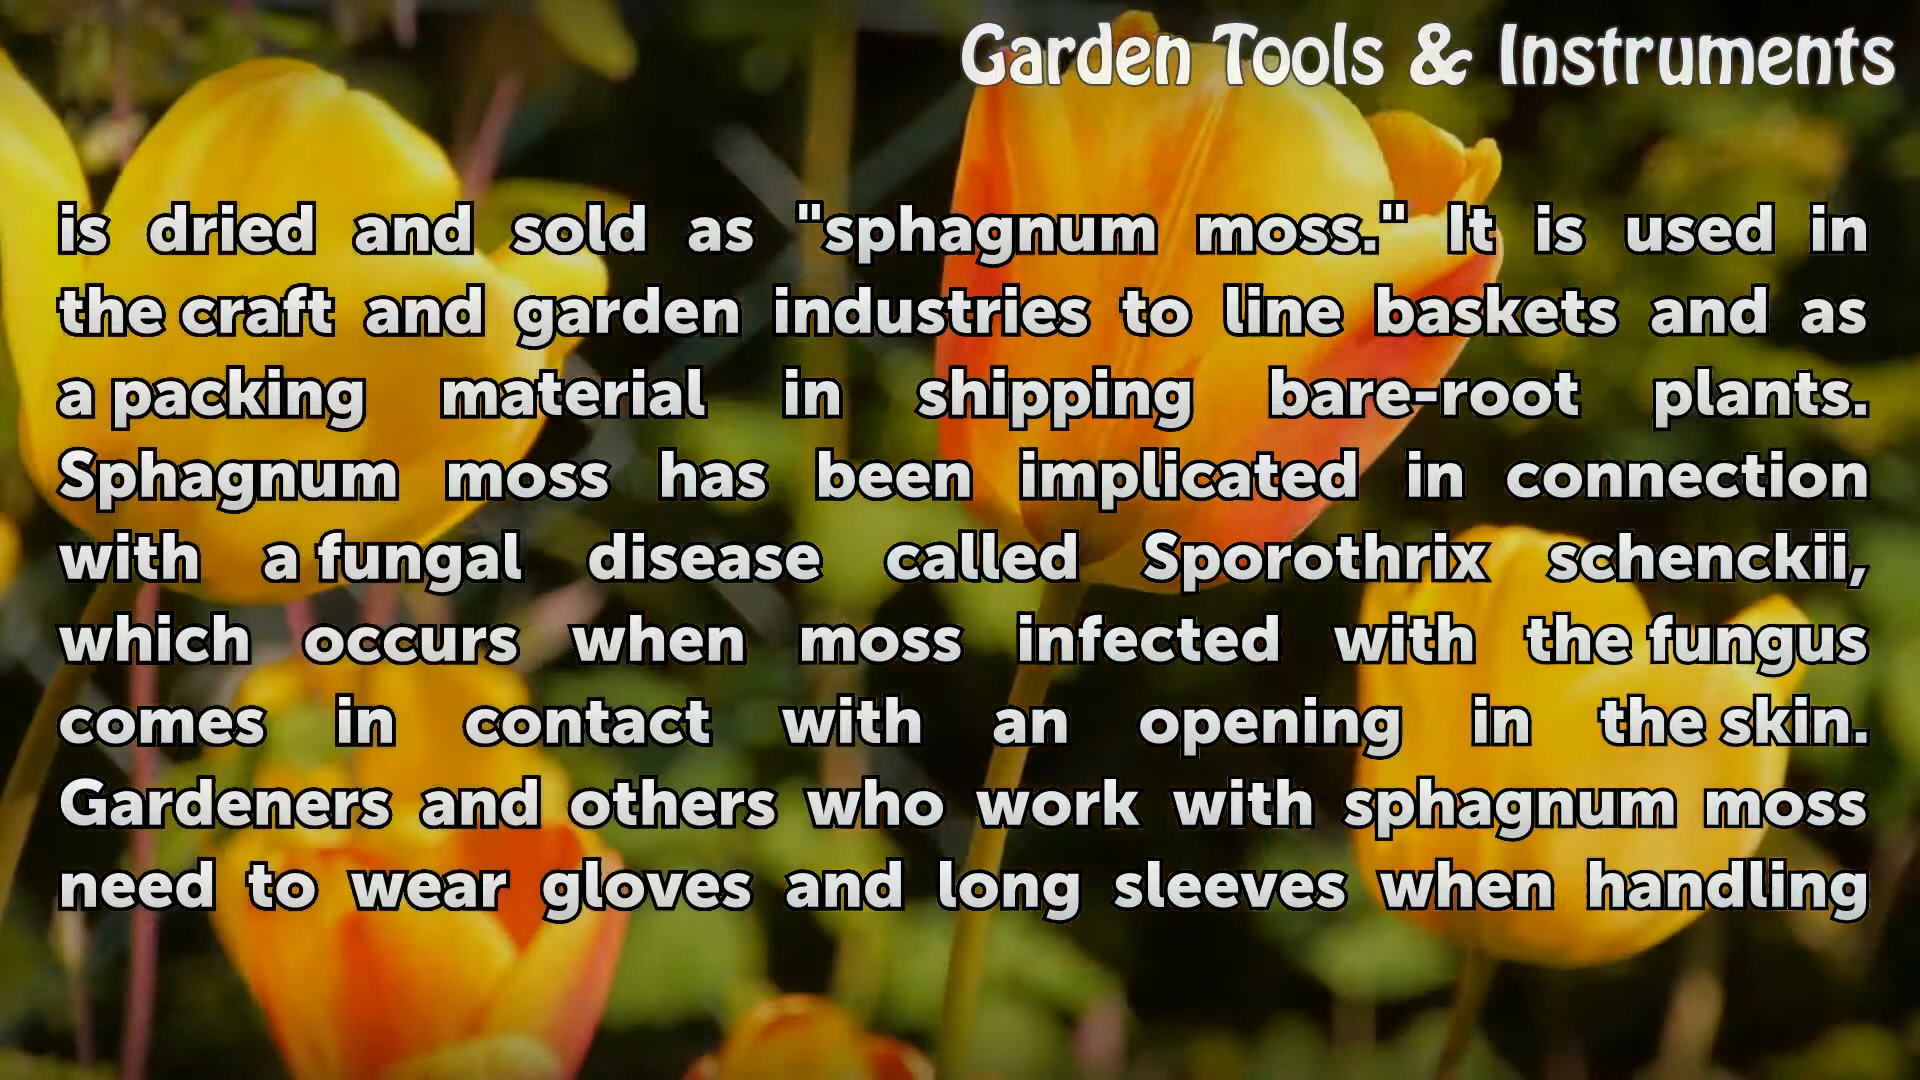 Garden Tools & Instruments
is dried and sold as "sphagnum moss." It is used in
the craft and garden industries to line baskets and as
a packing material in shipping bare-root plants.
Sphagnum moss has been implicated in connection
with a fungal disease called Sporothrix schenckii,
which occurs when moss infected with the fungus
comes in contact with an opening in the skin.
Gardeners and others who work with sphagnum moss
need to wear gloves and long sleeves when handling